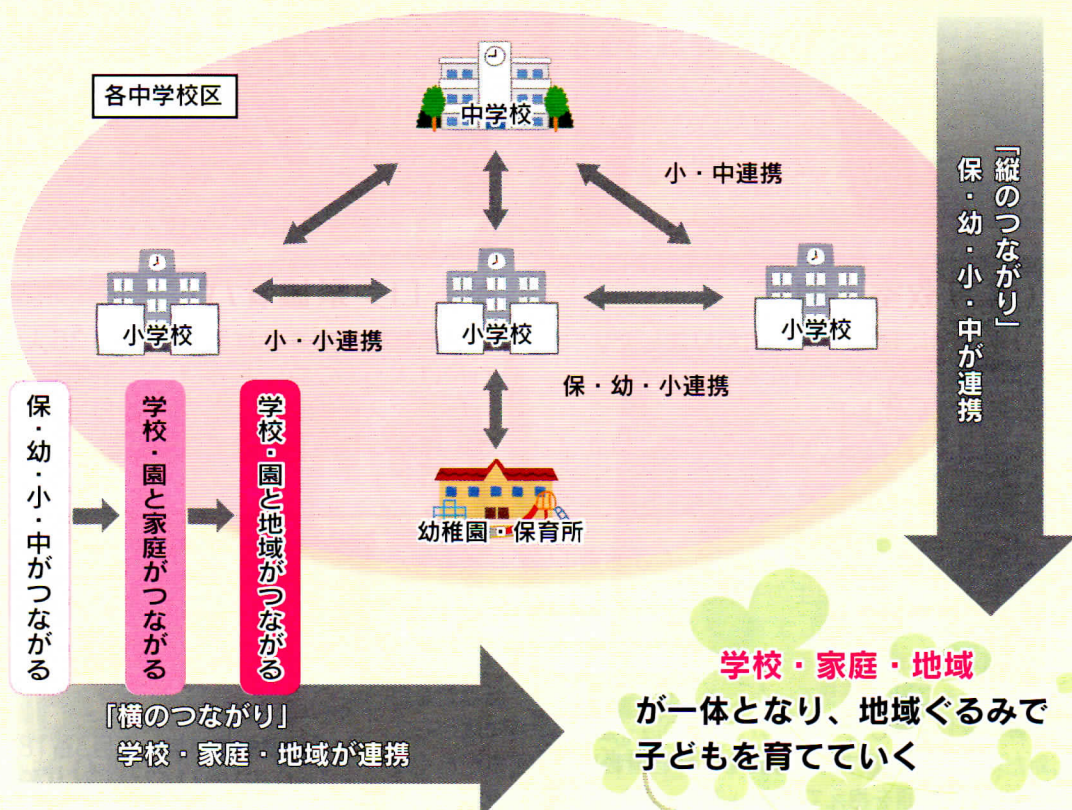 各中学校区
中学校
小・中連携
小学校
小学校
小学校
小・小連携
保・幼・小連携
幼稚園・保育所
保・幼・小・中がつながる
学校・園と家庭がつながる
学校・園と地域がつながる
「横のつながり」
学校・家庭・地域が連携
「縦のつながり」
保・幼・小・中が連携
学校・家庭・地域
が一体となり、地域ぐるみで
子どもを育てていく